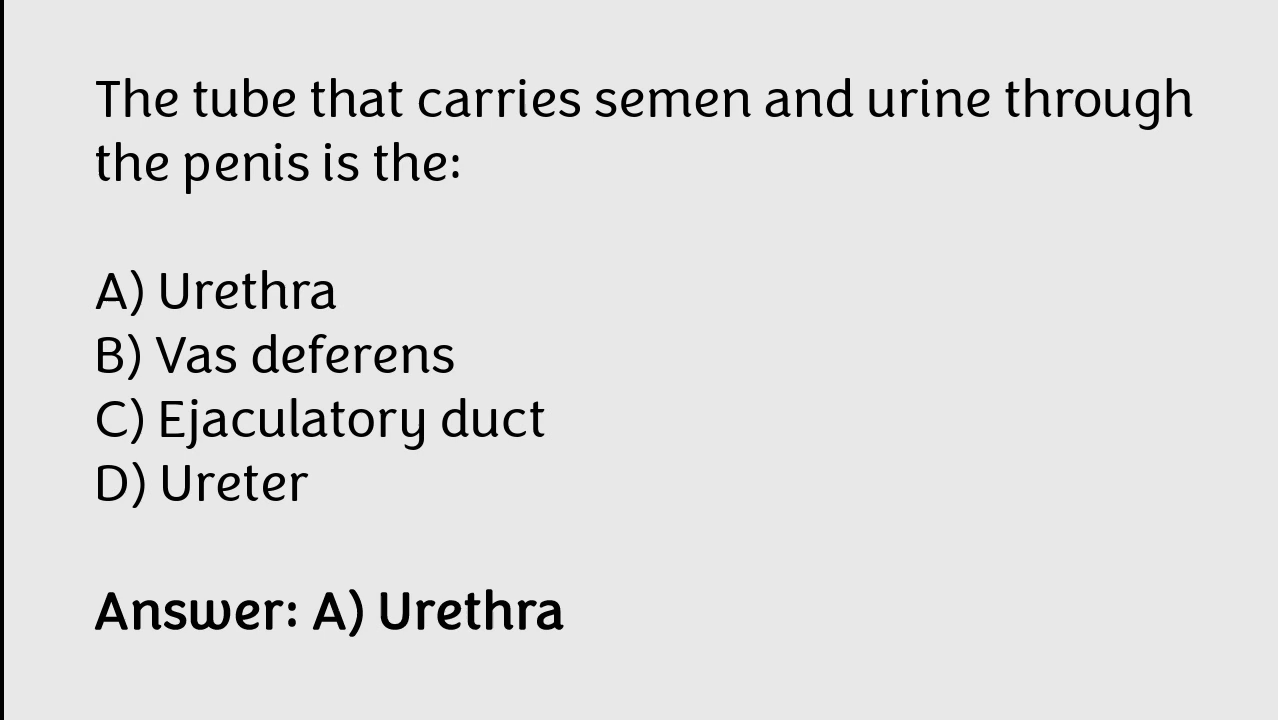 The tube that carries semen and urine through
the penis is the:
A) Urethra
B) Vas deferens
C) Ejaculatory duct
D) Ureter
Answer: A) Urethra